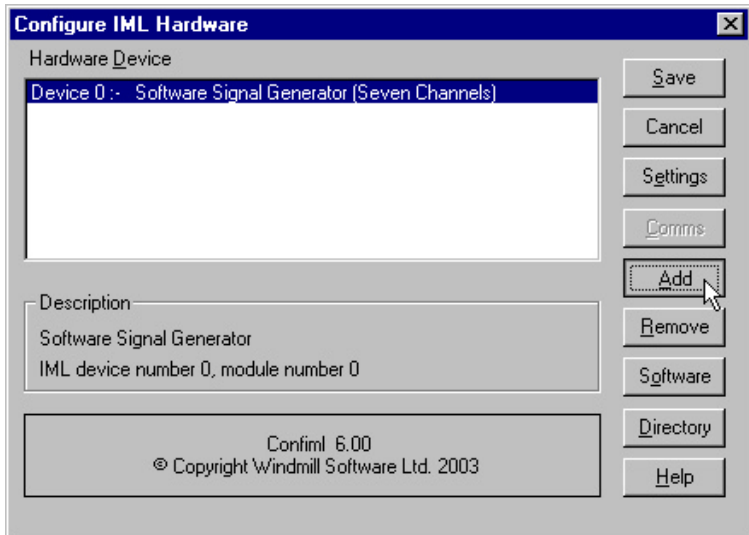 Configure IML Hardware
Hardware Device
Device 0 :- Software Signal Generator (Seven Channels)
Save
Cancel
Settings
Comms
Add
Remove
Software
Directory
Help
Description
Software Signal Generator
IML device number 0, module number 0
Confiml 6.00
© Copyright Windmill Software Ltd. 2003